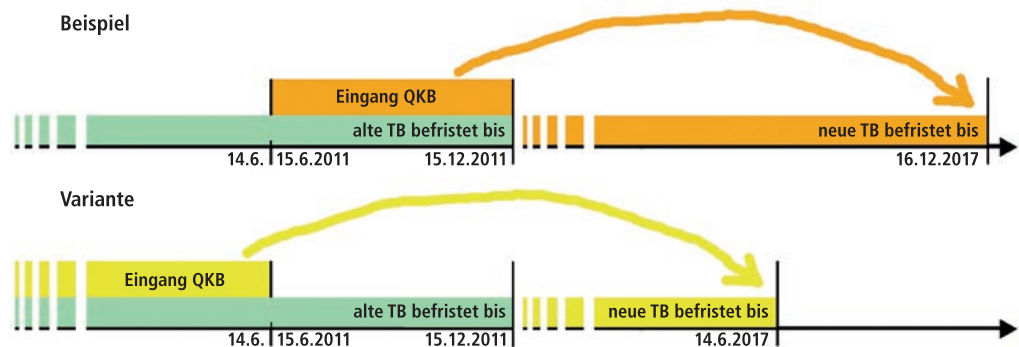 Beispiel
Eingang QKB
alte TB befristet bis
neue TB befristet bis
14.6. 15.6.2011 15.12.2011 16.12.2017
Variante
Eingang QKB
alte TB befristet bis
neue TB befristet bis
14.6. 15.6.2011 15.12.2011 14.6.2017